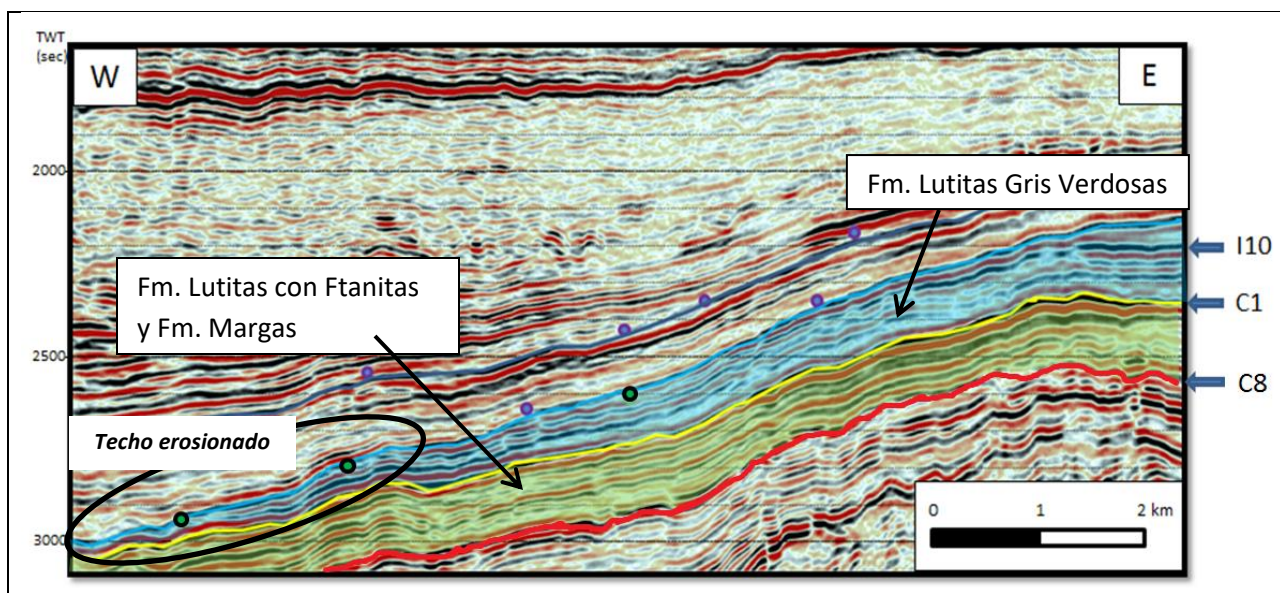 TWT
(sec)
W
E
2000
Fm. Lutitas Gris Verdosas
I10
Fm. Lutitas con Ftanitas
y Fm. Margas
C1
2500
C8
Techo erosionado
0 1 2 km
3000